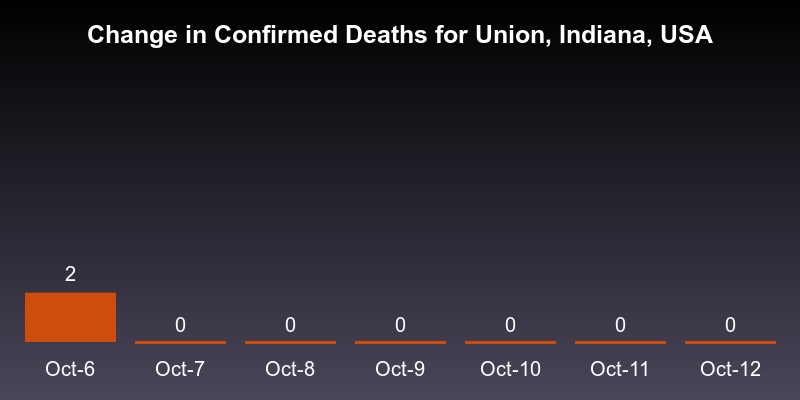 Change in Confirmed Deaths for Union, Indiana, USA
2 0 0 0 0 0 0
Oct-6 Oct-7 Oct-8 Oct-9 Oct-10 Oct-11 Oct-12